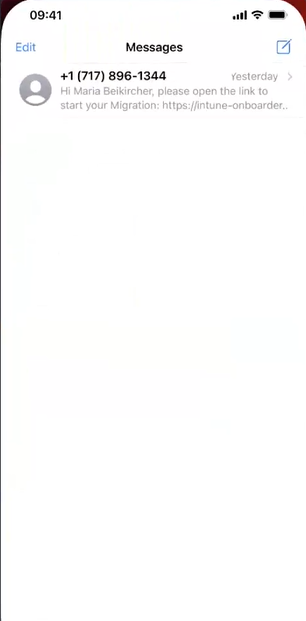 09:41
Edit
Messages
+1 (717) 896-1344
Yesterday
Hi Maria Beikircher, please open the link to
start your Migration: https://intune-onboarder..